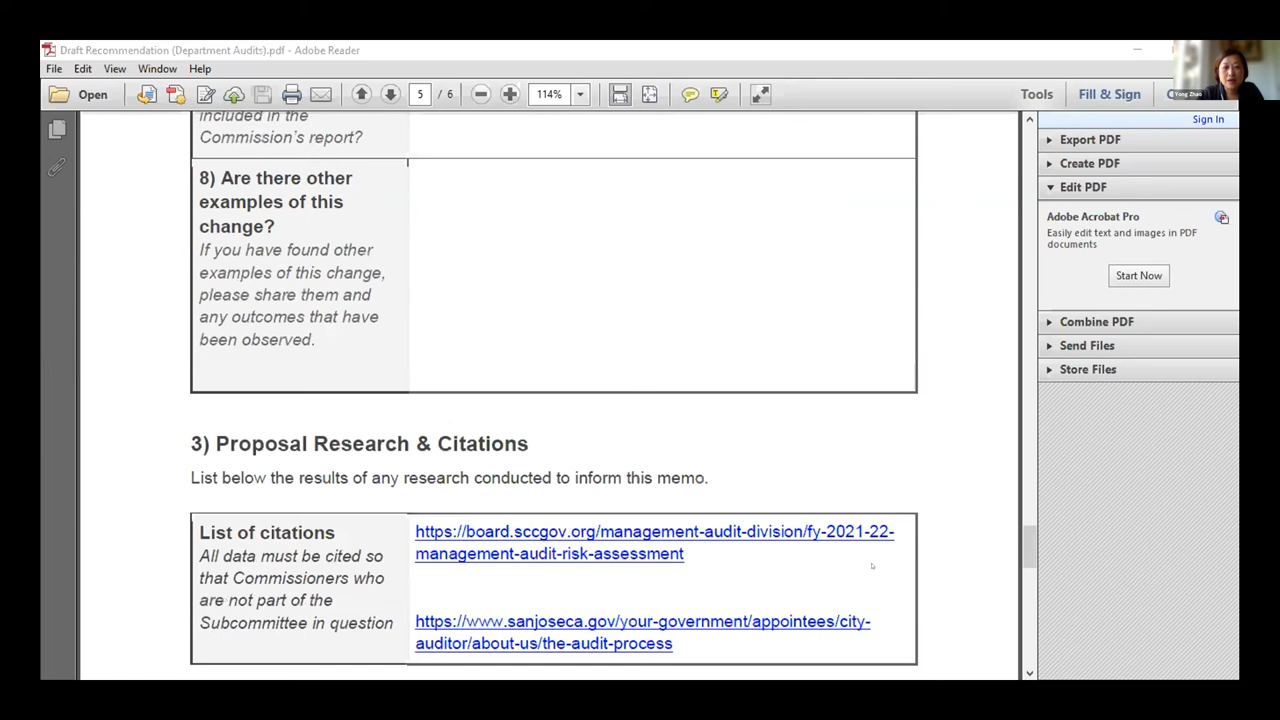 Draft Recommendation (Department Audits).pdf - Adobe Reader
File Edit View Window Help
Open 5 / 6 114% Tools Fill & Sign
Yong Zhao
Sign In
Export PDF
Create PDF
Edit PDF
Adobe Acrobat Pro
Easily edit text and images in PDF
documents
Start Now
Combine PDF
Send Files
Store Files
included in the
Commission's report?
8) Are there other
examples of this
change?
If you have found other
examples of this change,
please share them and
any outcomes that have
been observed.
3) Proposal Research & Citations
List below the results of any research conducted to inform this memo.
List of citations
All data must be cited so
that Commissioners who
are not part of the
Subcommittee in question
https://board.sccgov.org/management-audit-division/fy-2021-22-
management-audit-risk-assessment
https://www.sanjoseca.gov/your-government/appointees/city-
auditor/about-us/the-audit-process